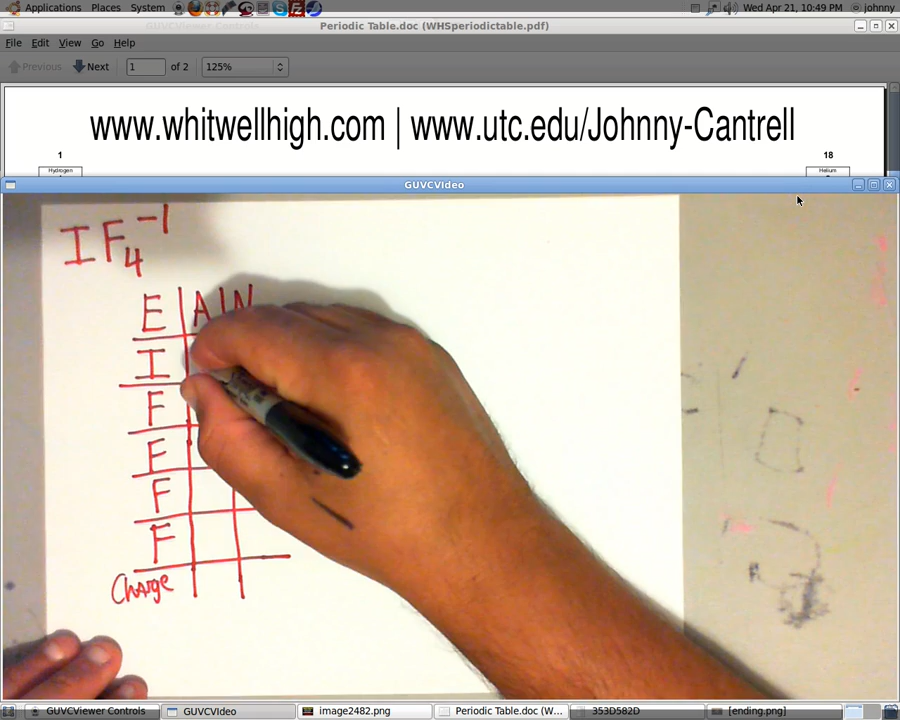 Applications Places System Wed Apr 21, 10:49 PM johnny
Periodic Table.doc (WHSperiodictable.pdf)
File Edit View Go Help
Previous Next 1 of 2 125%
www.whitwellhigh.com | www.utc.edu/Johnny-Cantrell
1 18
Hydrogen Helium
GUVCVIdeo
IF₄⁻¹
E A N
I
F
F
F
F
Charge
GUVCViewer Controls GUVCVIdeo image2482.png Periodic Table.doc (W... 353D582D [ending.png]